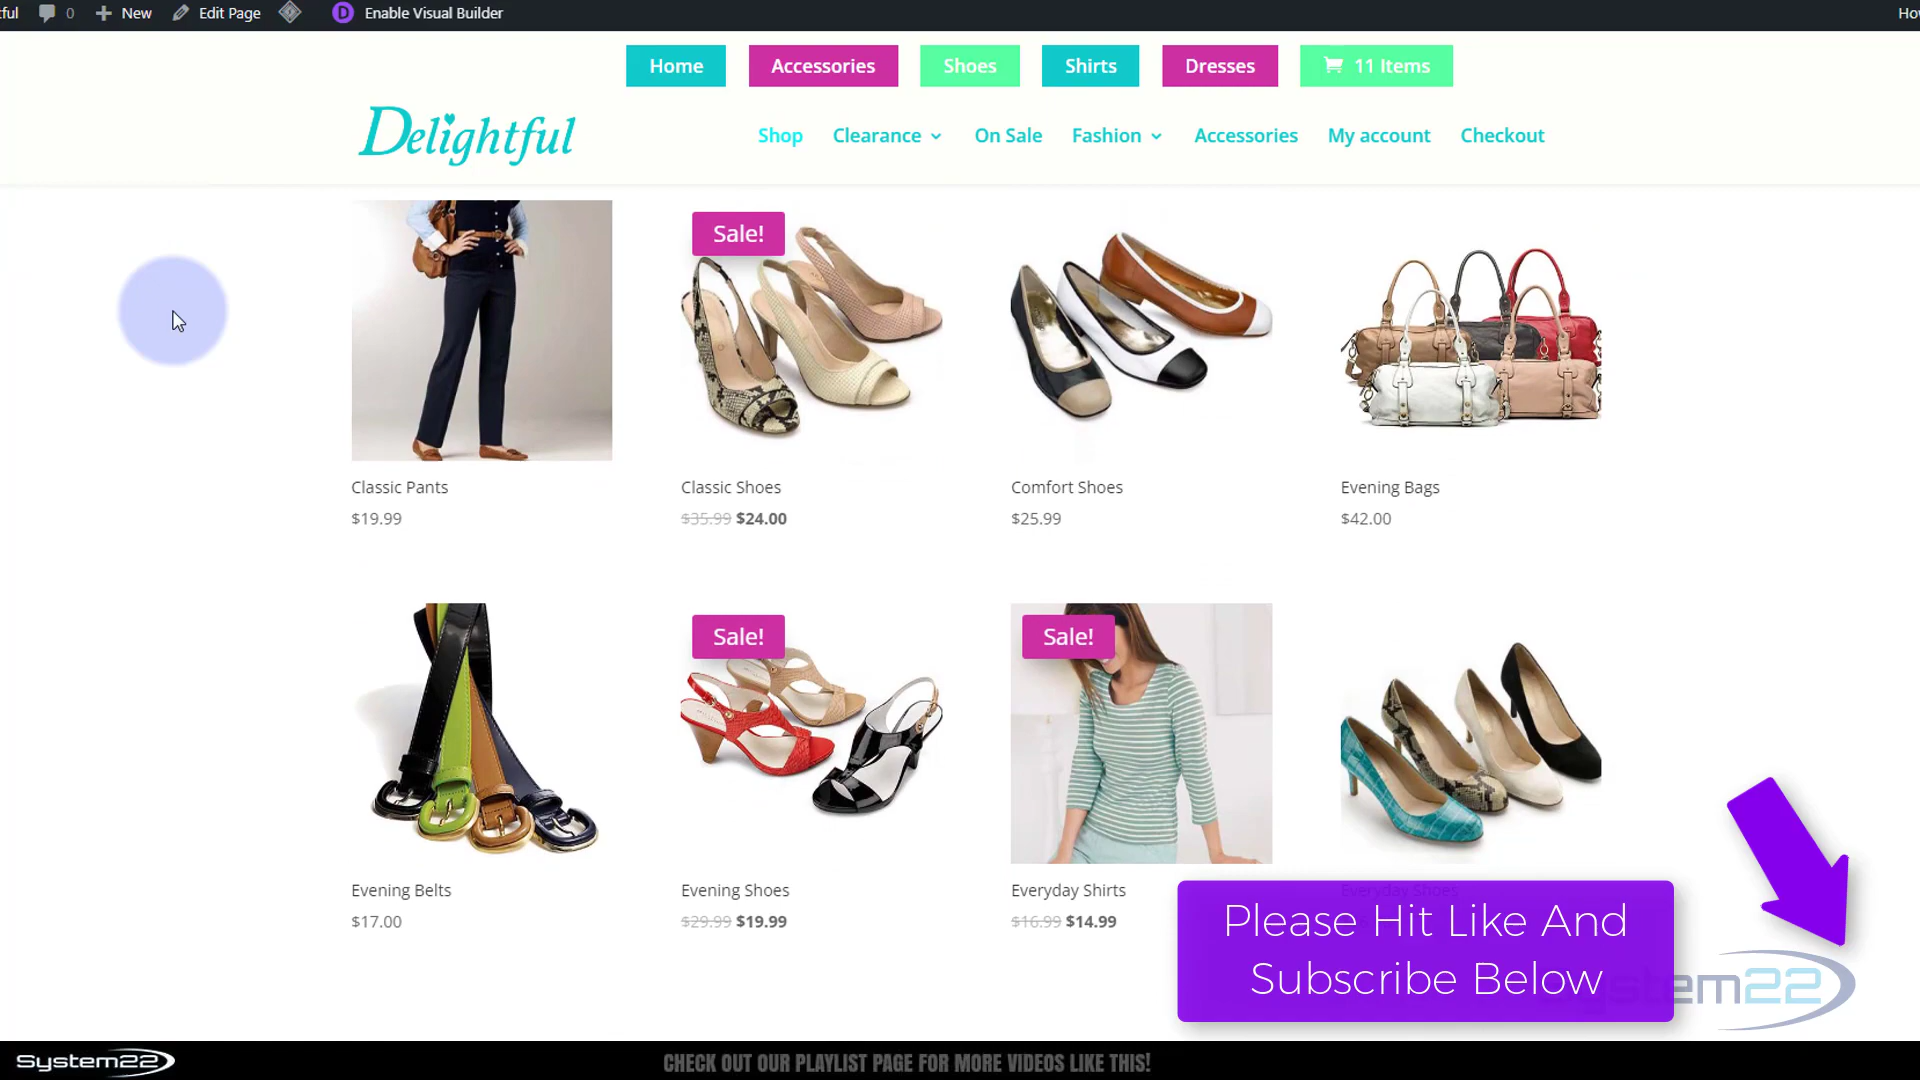 ful 0 New Edit Page D Enable Visual Builder Ho
Home Accessories Shoes Shirts Dresses 11 Items
Delightful
Shop Clearance On Sale Fashion Accessories My account Checkout
Sale!
Classic Pants Classic Shoes Comfort Shoes Evening Bags
$19.99 $35.99 $24.00 $25.99 $42.00
Sale! Sale!
Evening Belts Evening Shoes Everyday Shirts Everyday Shoes
$17.00 $29.99 $19.99 $16.99 $14.99
Please Hit Like And
Subscribe Below
System22
System22 CHECK OUT OUR PLAYLIST PAGE FOR MORE VIDEOS LIKE THIS!